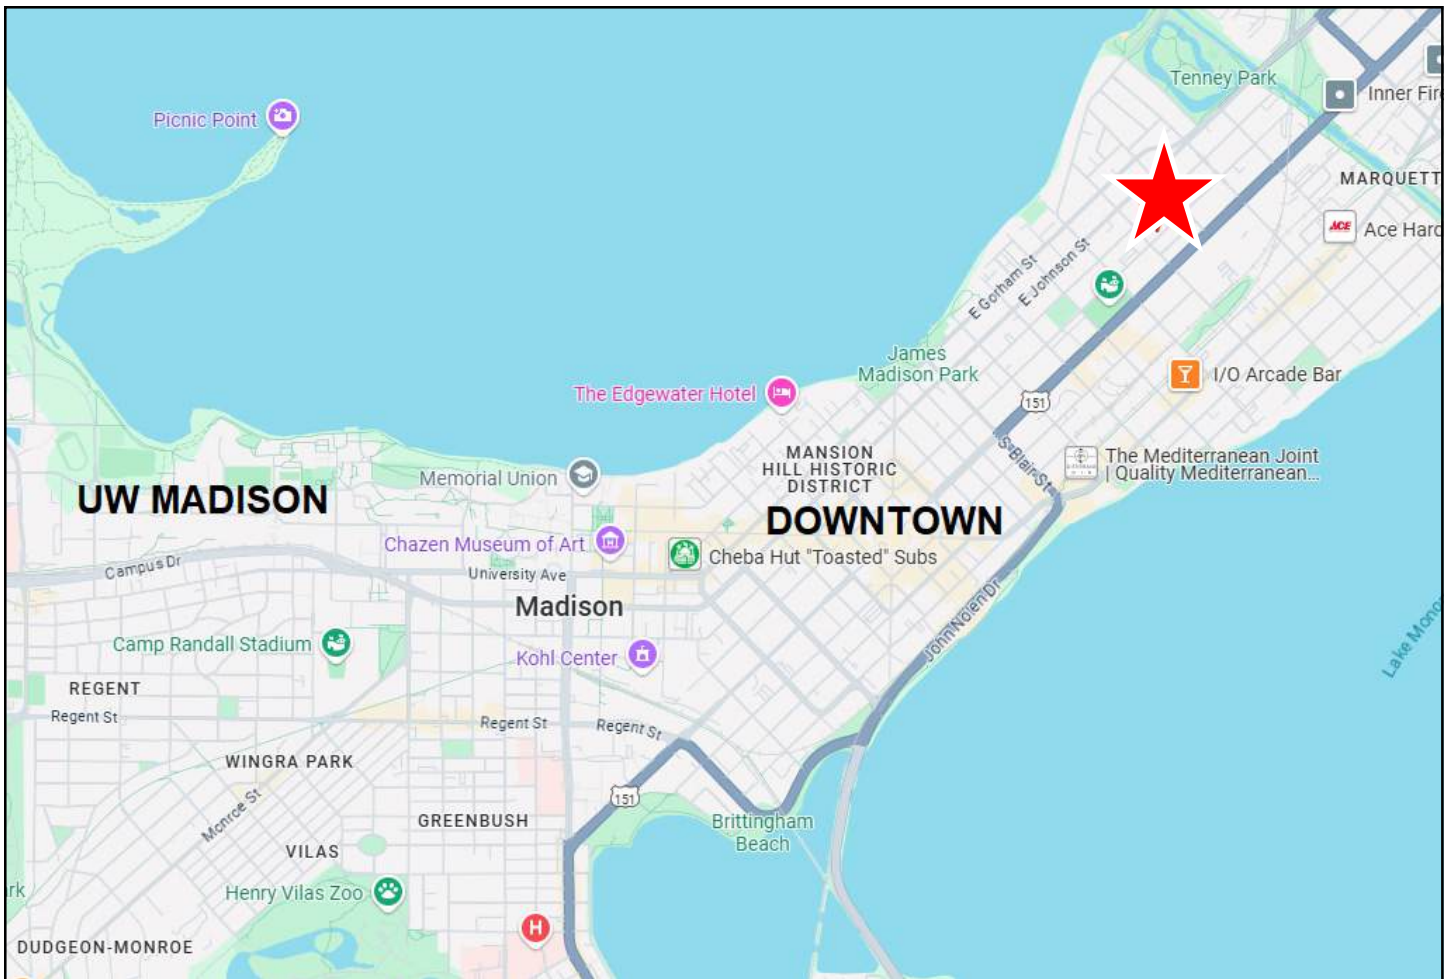 Tenney Park
Inner Fir
Picnic Point
MARQUETT
ACE
Ace Hard
E Gorham St
E Johnson St
James
Madison Park
I/O Arcade Bar
The Edgewater Hotel
151
MANSION
HILL HISTORIC
DISTRICT
S Blair St
The Mediterranean Joint
| Quality Mediterranean...
Memorial Union
UW MADISON
DOWNTOWN
Chazen Museum of Art
Cheba Hut "Toasted" Subs
Campus Dr
University Ave
Madison
John Nolen Dr
Lake Mono
Camp Randall Stadium
Kohl Center
REGENT
Regent St
Regent St
Regent St
WINGRA PARK
Monroe St
151
GREENBUSH
Brittingham
Beach
VILAS
Henry Vilas Zoo
rk
H
DUDGEON-MONROE